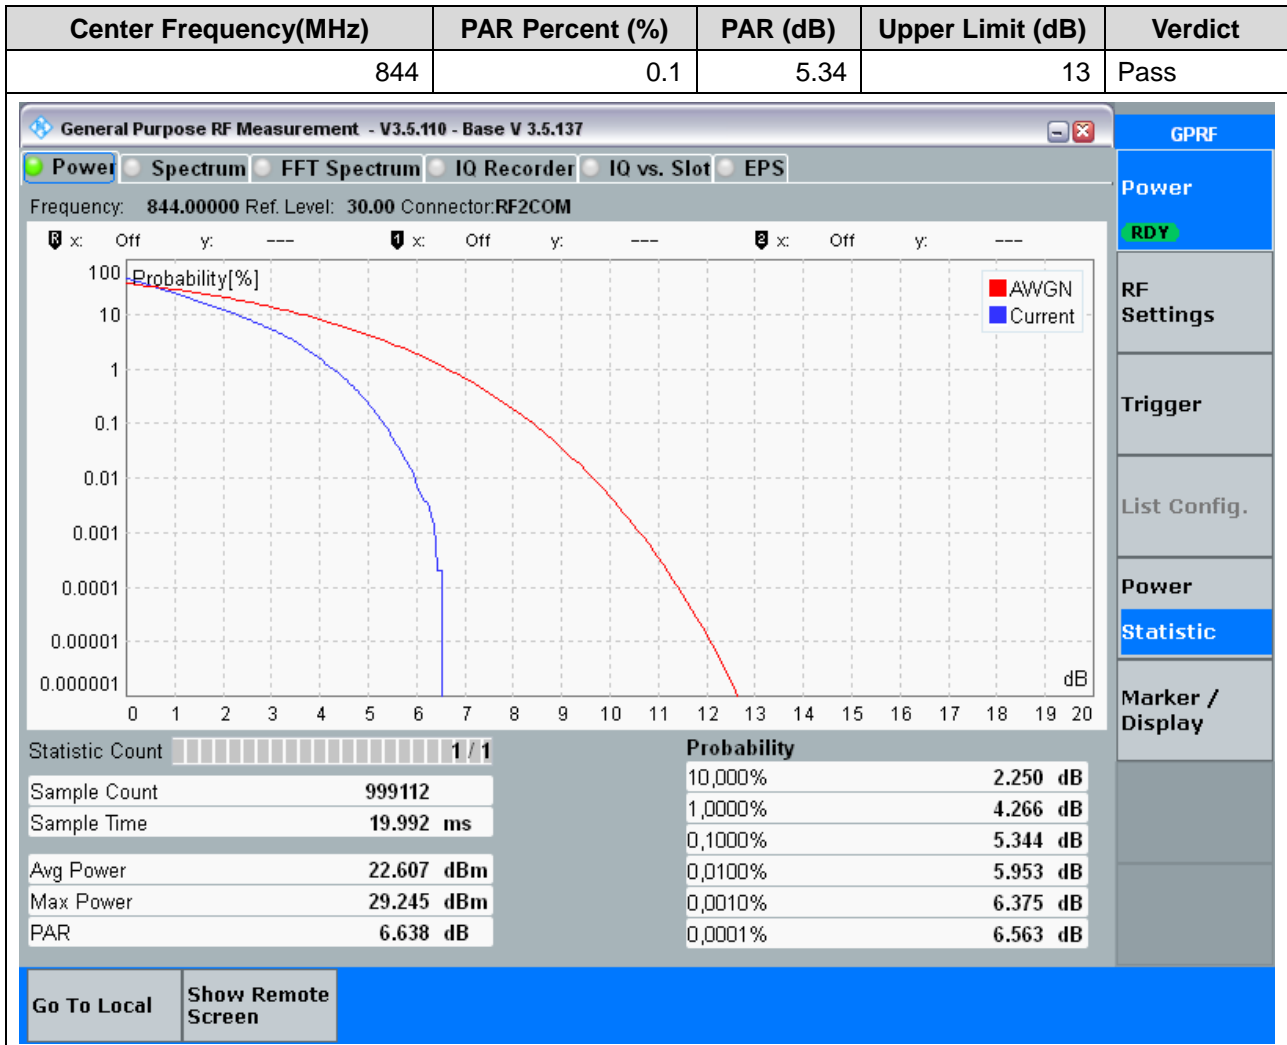 Center Frequency(MHz) PAR Percent (%) PAR (dB) Upper Limit (dB) Verdict
844 0.1 5.34 13 Pass
General Purpose RF Measurement - V3.5.110 - Base V 3.5.137
GPRF
Power Spectrum FFT Spectrum IQ Recorder IQ vs. Slot EPS
Frequency: 844.00000 Ref. Level: 30.00 Connector:RF2COM
R x: Off y: --- 1 x: Off y: --- 2 x: Off y: ---
Probability[%]
100
10
1
0.1
0.01
0.001
0.0001
0.00001
0.000001
AWGN
Current
dB
0 1 2 3 4 5 6 7 8 9 10 11 12 13 14 15 16 17 18 19 20
Statistic Count 1 / 1
Sample Count 999112
Sample Time 19.992 ms
Avg Power 22.607 dBm
Max Power 29.245 dBm
PAR 6.638 dB
Probability
10,000% 2.250 dB
1,0000% 4.266 dB
0,1000% 5.344 dB
0,0100% 5.953 dB
0,0010% 6.375 dB
0,0001% 6.563 dB
Power
RDY
RF
Settings
Trigger
List Config.
Power
Statistic
Marker /
Display
Go To Local
Show Remote
Screen